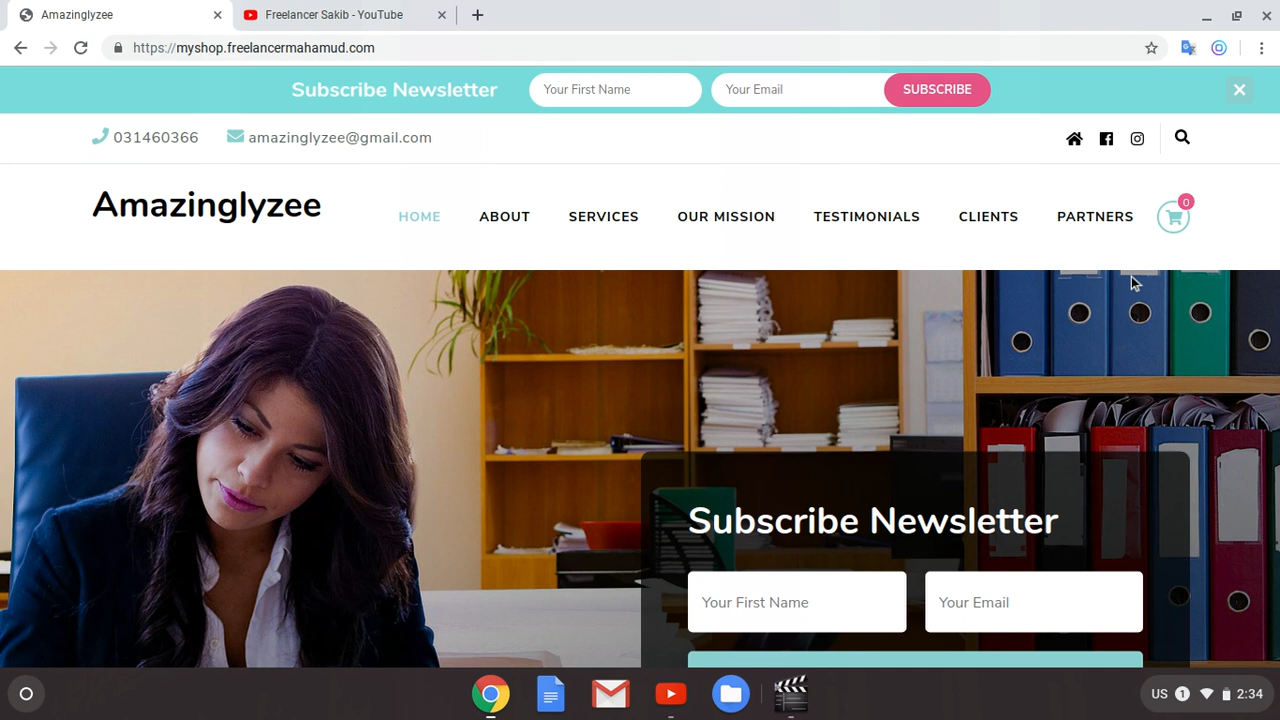 Amazinglyzee
Freelancer Sakib - YouTube
https://myshop.freelancermahamud.com
Subscribe Newsletter
Your First Name
Your Email
SUBSCRIBE
031460366
amazinglyzee@gmail.com
Amazinglyzee
HOME
ABOUT
SERVICES
OUR MISSION
TESTIMONIALS
CLIENTS
PARTNERS
0
Subscribe Newsletter
Your First Name
Your Email
US
1
2:34